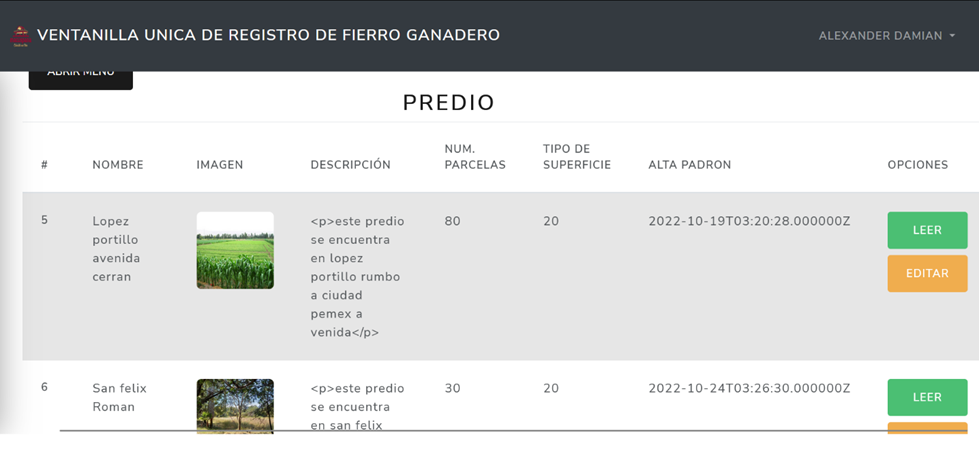 VENTANILLA UNICA DE REGISTRO DE FIERRO GANADERO
ALEXANDER DAMIAN
ABRIR MENU
PREDIO
# NOMBRE IMAGEN DESCRIPCIÓN NUM. PARCELAS TIPO DE SUPERFICIE ALTA PADRON OPCIONES
5
Lopez
portillo
avenida
cerran
<p>este predio
se encuentra
en lopez
portillo rumbo
a ciudad
pemex a
venida</p>
80
20
2022-10-19T03:20:28.000000Z
LEER
EDITAR
6
San felix
Roman
<p>este predio
se encuentra
en san felix
30
20
2022-10-24T03:26:30.000000Z
LEER